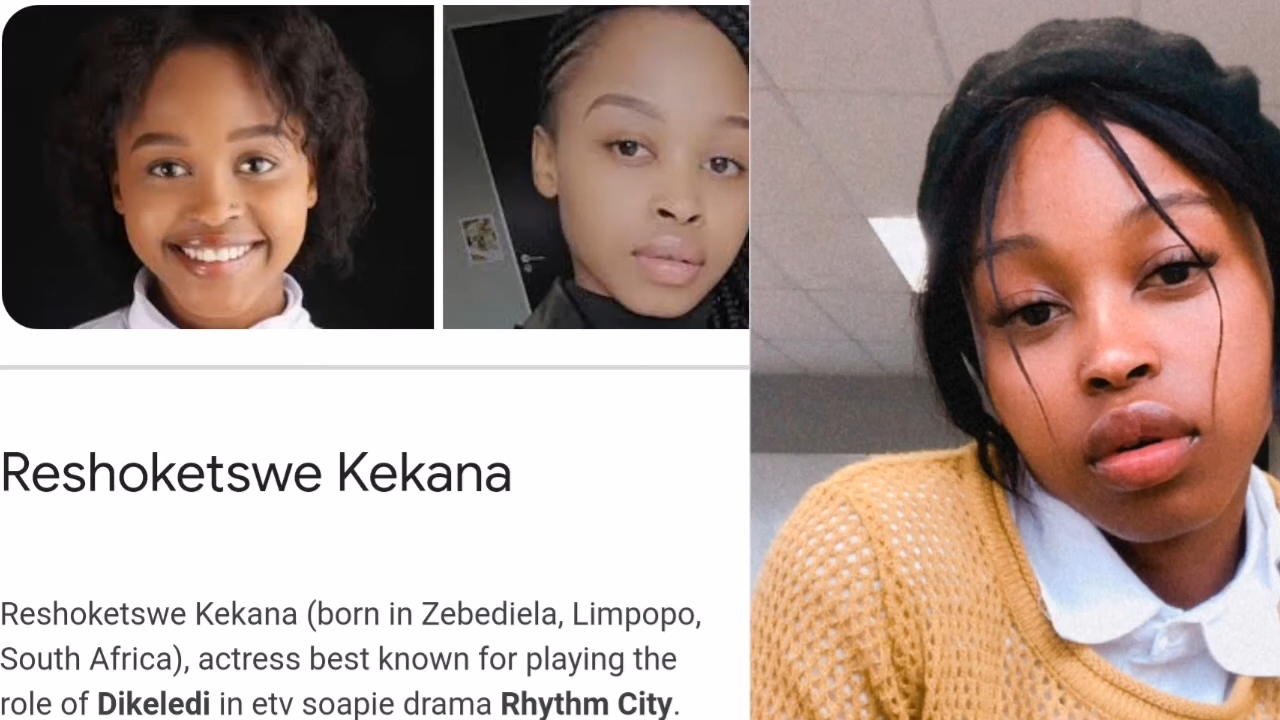 Reshoketswe Kekana
Reshoketswe Kekana (born in Zebediela, Limpopo,
South Africa), actress best known for playing the
role of Dikeledi in etv soapie drama Rhythm City.